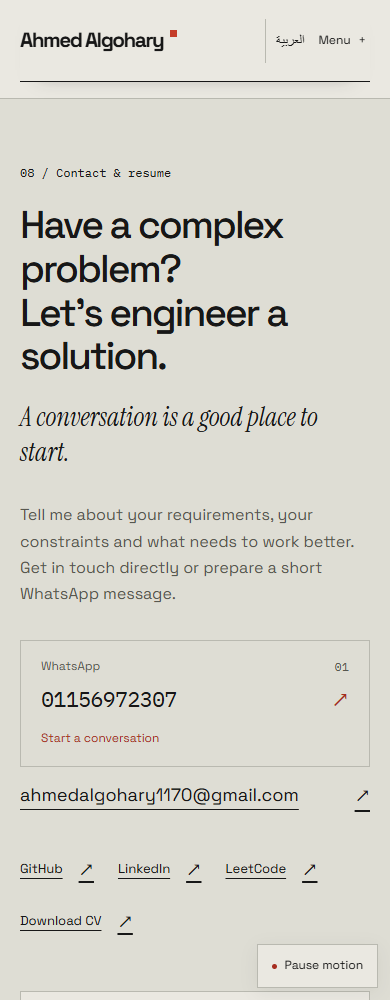 Ahmed Algohary
العربية
Menu +
08 / Contact & resume
Have a complex
problem?
Let’s engineer a
solution.
A conversation is a good place to
start.
Tell me about your requirements, your
constraints and what needs to work better.
Get in touch directly or prepare a short
WhatsApp message.
WhatsApp
01
01156972307
↗
Start a conversation
ahmedalgohary1170@gmail.com ↗
GitHub ↗ LinkedIn ↗ LeetCode ↗
Download CV ↗
Pause motion